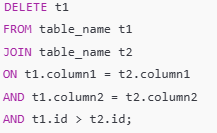 DELETE t1
FROM table_name t1
JOIN table_name t2
ON t1.column1 = t2.column1
AND t1.column2 = t2.column2
AND t1.id > t2.id;